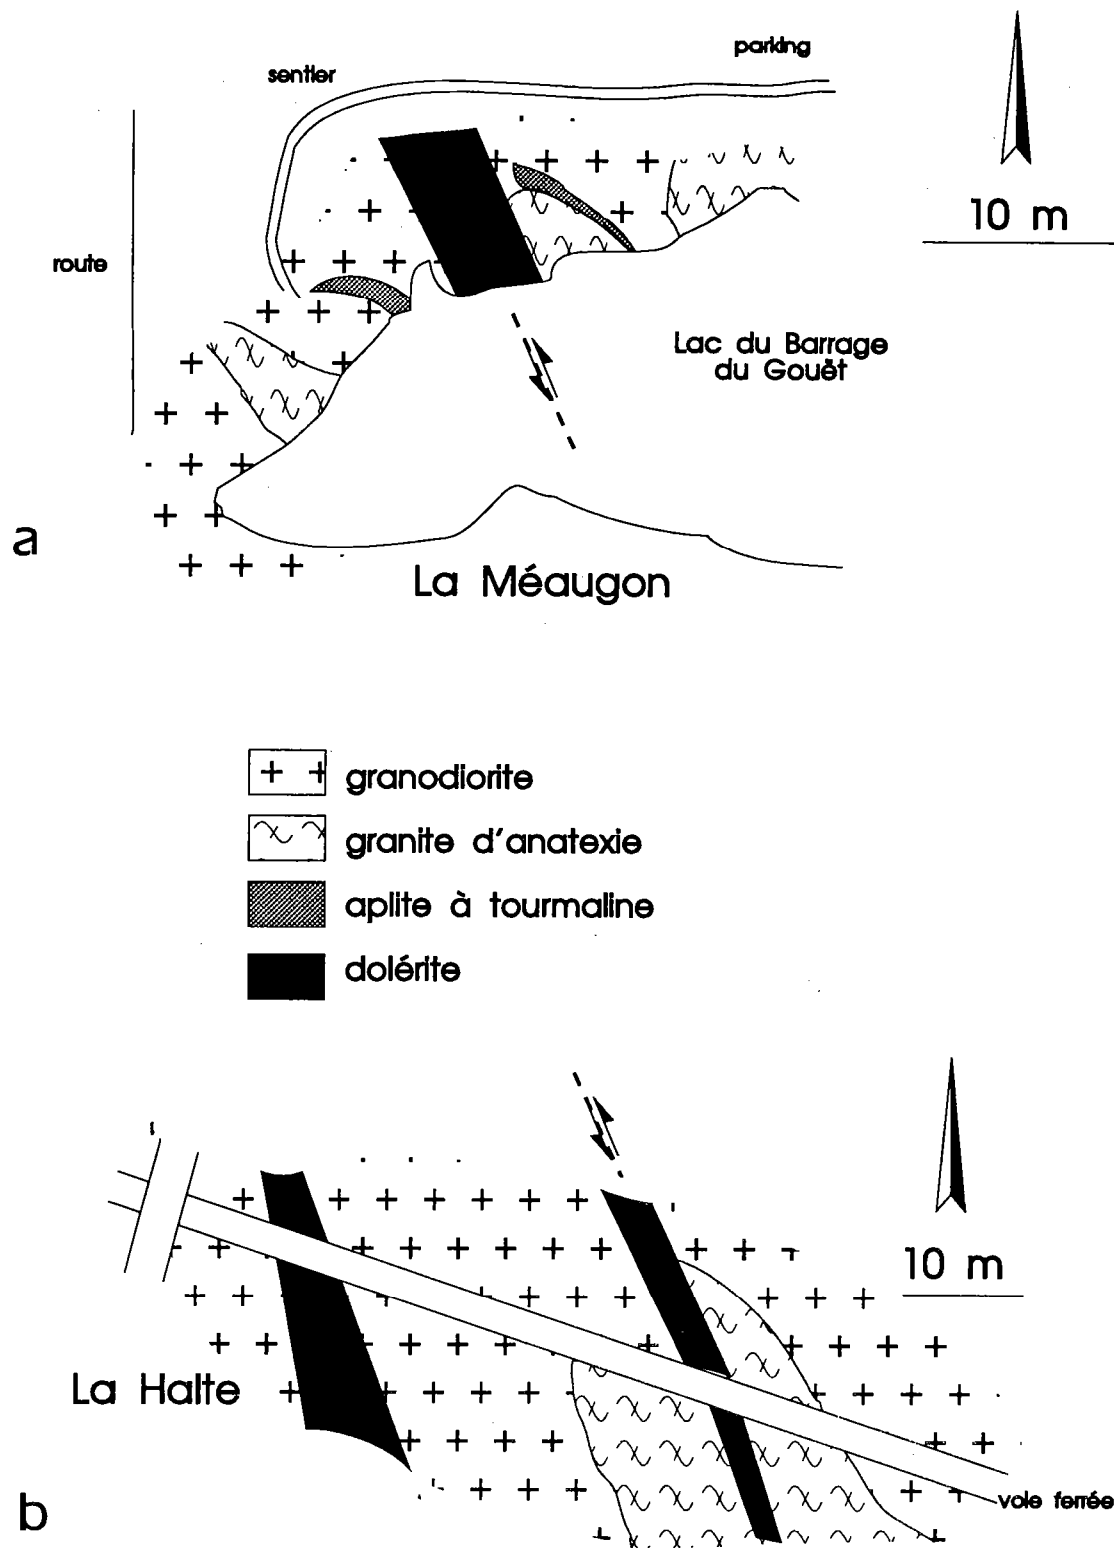 parking
sentier
10 m
route
Lac du Barrage
du Gouët
a
La Méaugon
granodiorite
granite d'anatexie
aplite à tourmaline
dolérite
10 m
La Halte
b
voie ferrée